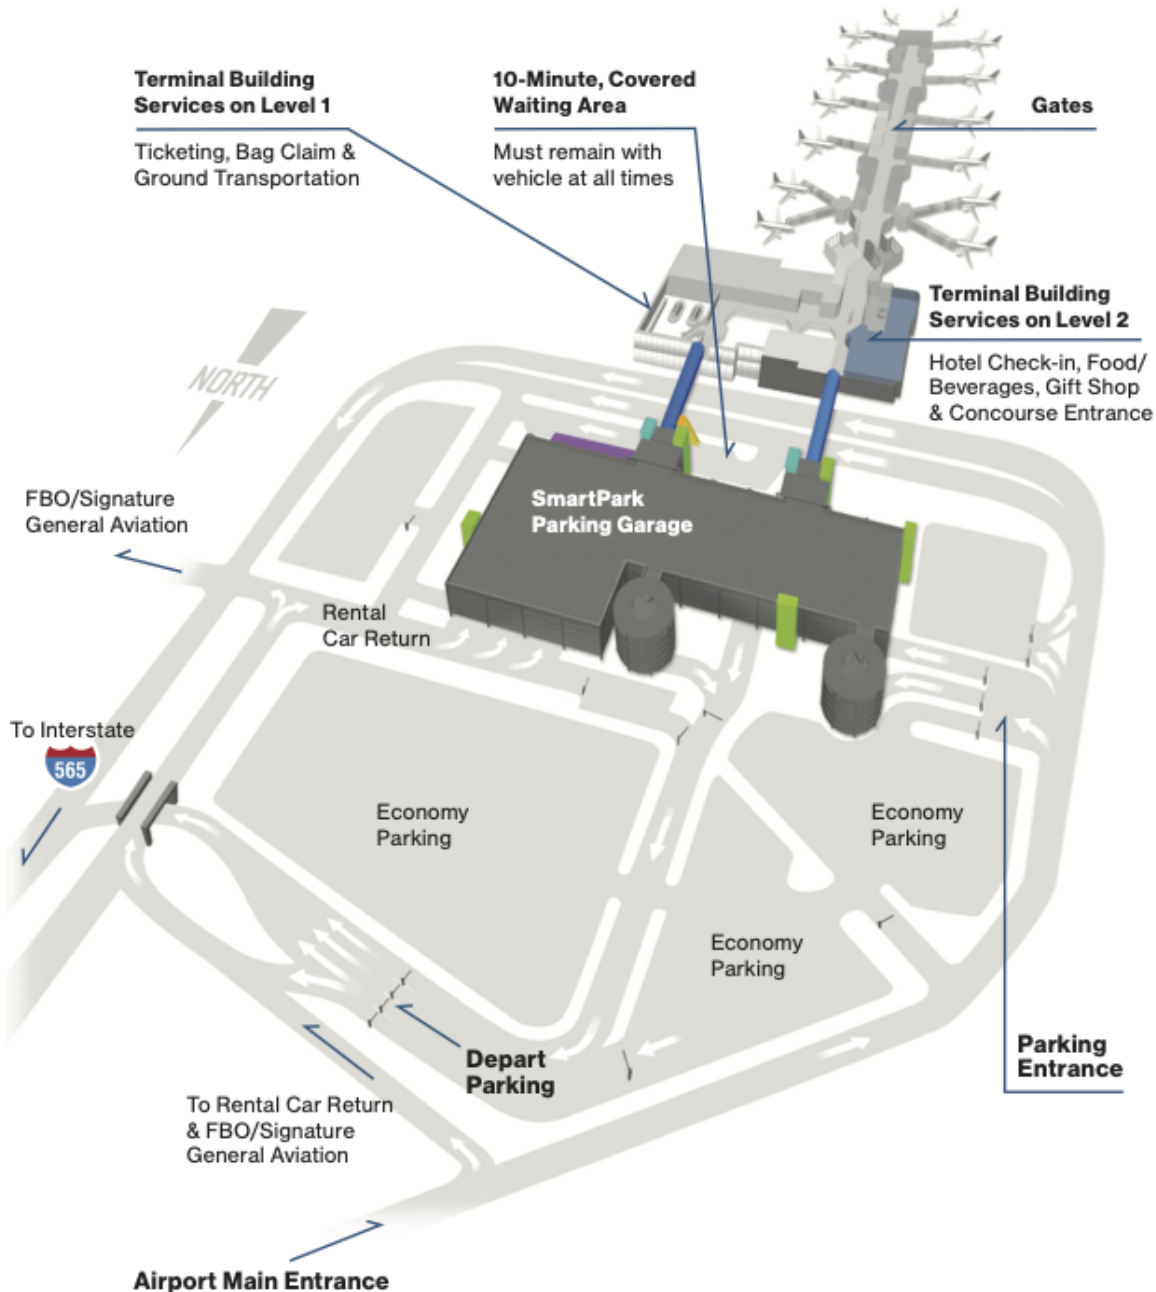 Terminal Building
Services on Level 1
Ticketing, Bag Claim &
Ground Transportation
10-Minute, Covered
Waiting Area
Must remain with
vehicle at all times
Gates
Terminal Building
Services on Level 2
Hotel Check-in, Food/
Beverages, Gift Shop
& Concourse Entrance
NORTH
SmartPark
Parking Garage
FBO/Signature
General Aviation
Rental
Car Return
To Interstate
565
Economy
Parking
Economy
Parking
Economy
Parking
Depart
Parking
Parking
Entrance
To Rental Car Return
& FBO/Signature
General Aviation
Airport Main Entrance